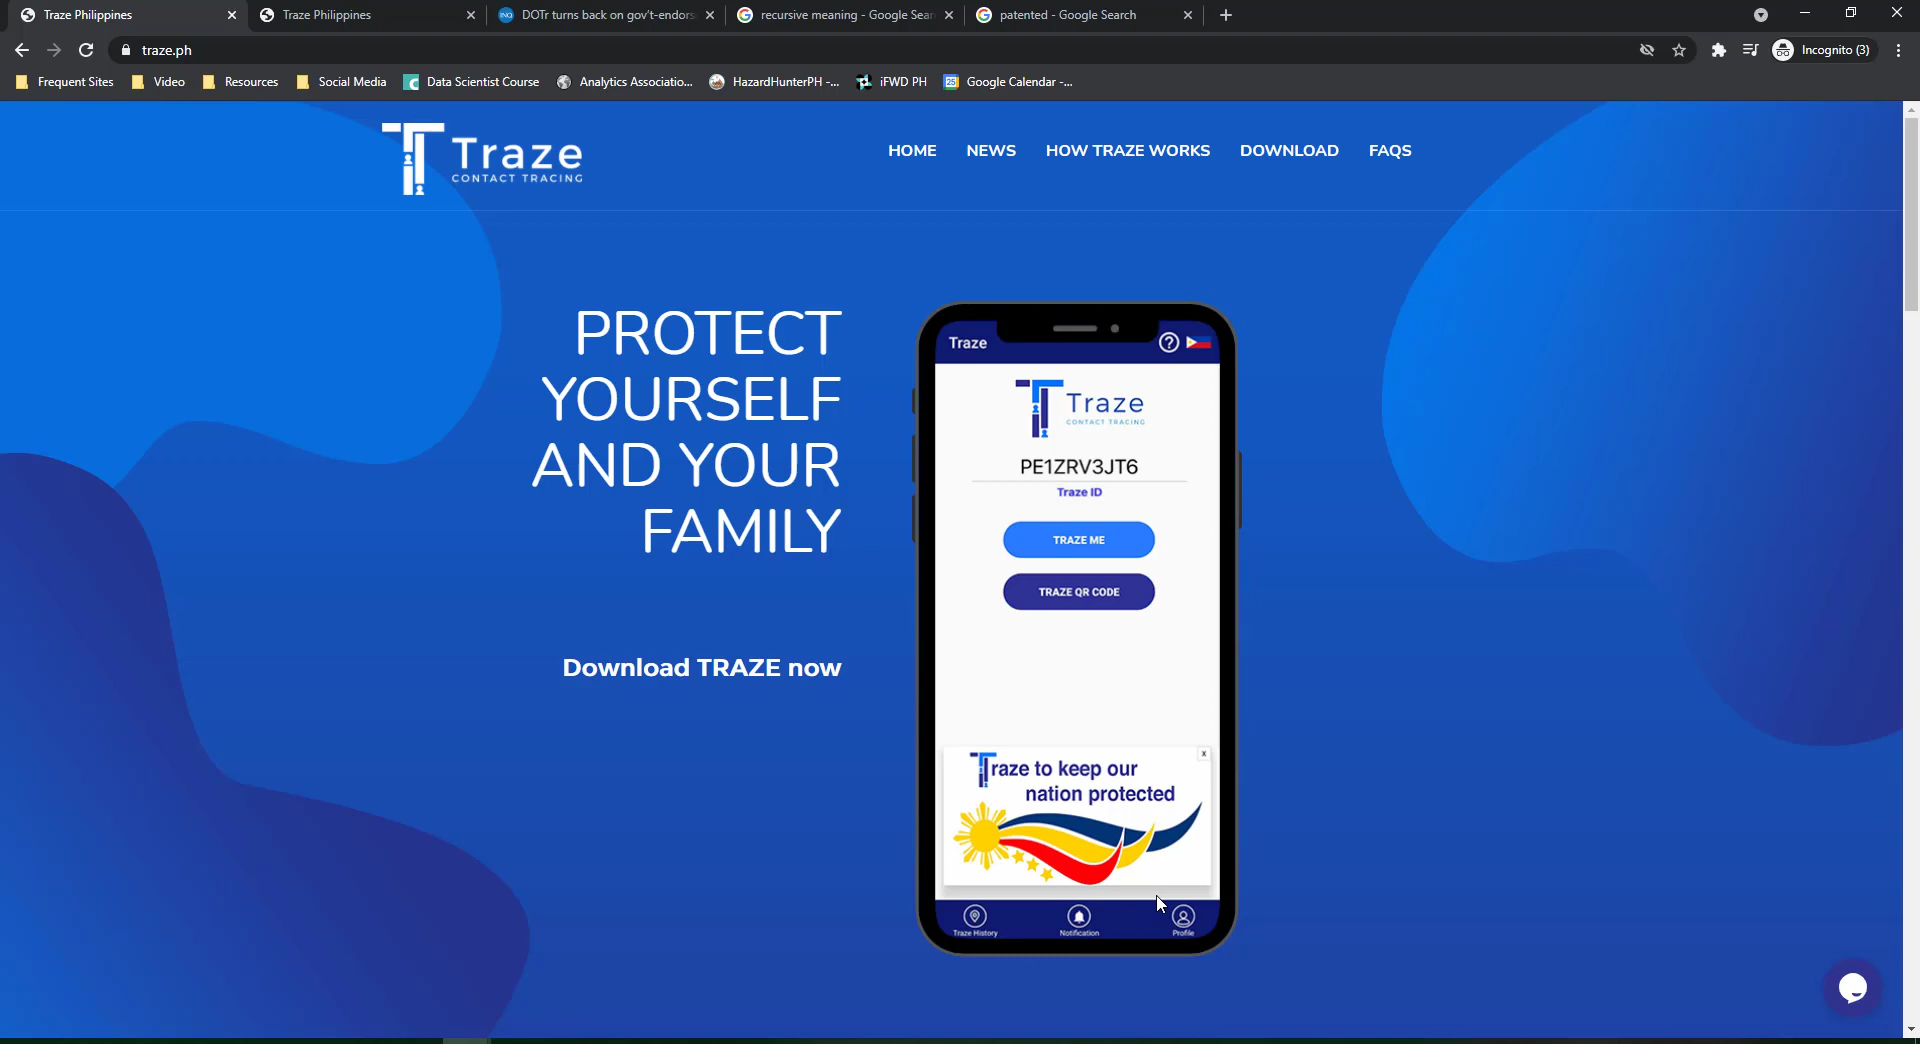 Traze Philippines
Traze Philippines
DOTr turns back on gov't-endors
recursive meaning - Google Sear
patented - Google Search
traze.ph
Incognito (3)
Frequent Sites
Video
Resources
Social Media
Data Scientist Course
Analytics Associatio...
HazardHunterPH -...
iFWD PH
Google Calendar -...
Traze
CONTACT TRACING
HOME
NEWS
HOW TRAZE WORKS
DOWNLOAD
FAQS
PROTECT
YOURSELF
AND YOUR
FAMILY
Download TRAZE now
Traze
Traze
CONTACT TRACING
PE1ZRV3JT6
Traze ID
TRAZE ME
TRAZE QR CODE
x
Traze to keep our
nation protected
Traze History
Notification
Profile